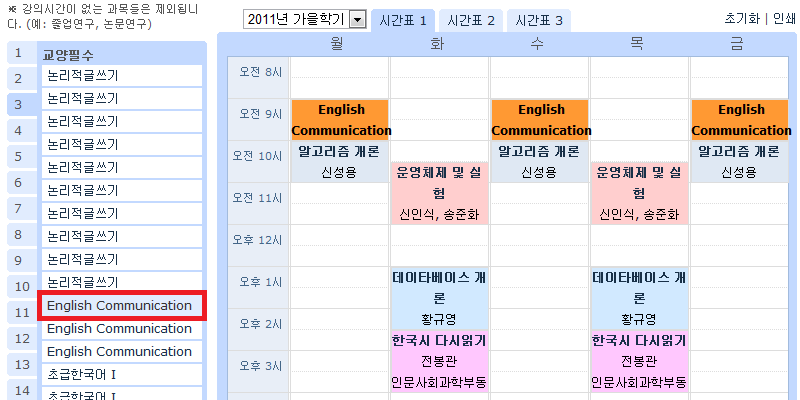 ※ 강의시간이 없는 과목들은 제외됩니
다. (예: 졸업연구, 논문연구)
2011년 가을학기
시간표 1
시간표 2
시간표 3
초기화 | 인쇄
1
2
3
4
5
6
7
8
9
10
11
12
13
14
교양필수
논리적글쓰기
논리적글쓰기
논리적글쓰기
논리적글쓰기
논리적글쓰기
논리적글쓰기
논리적글쓰기
논리적글쓰기
논리적글쓰기
논리적글쓰기
English Communication
English Communication
English Communication
초급한국어 I
초급한국어 I
월 화 수 목 금
오전 8시
오전 9시
오전 10시
오전 11시
오후 12시
오후 1시
오후 2시
오후 3시
English
Communication
알고리즘 개론
신성용
운영체제 및 실
험
신인식, 송준화
데이타베이스 개
론
황규영
한국시 다시읽기
전봉관
인문사회과학부동
English
Communication
알고리즘 개론
신성용
운영체제 및 실
험
신인식, 송준화
데이타베이스 개
론
황규영
한국시 다시읽기
전봉관
인문사회과학부동
English
Communication
알고리즘 개론
신성용